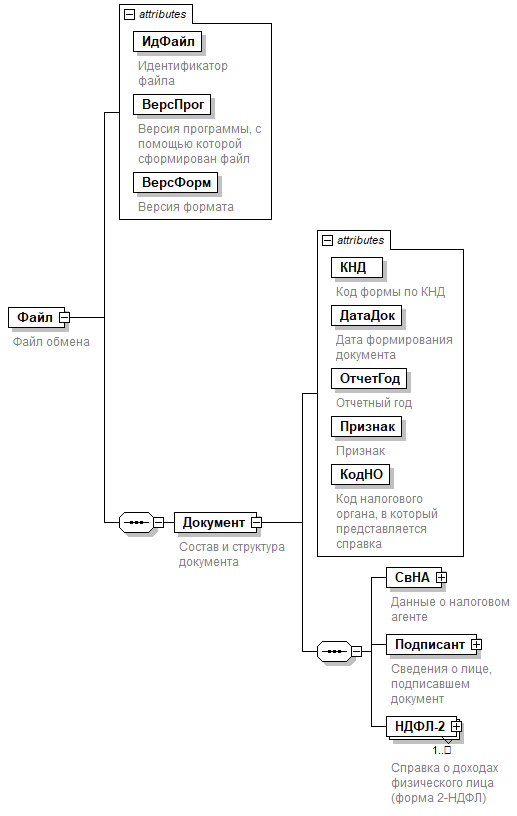 attributes
ИдФайл
Идентификатор
файла
ВерсПрог
Версия программы, с
помощью которой
сформирован файл
ВерсФорм
Версия формата
Файл
Файл обмена
Документ
Состав и структура
документа
attributes
КНД
Код формы по КНД
ДатаДок
Дата формирования
документа
ОтчетГод
Отчетный год
Признак
Признак
КодНО
Код налогового
органа, в который
представляется
справка
СвНА
Данные о налоговом
агенте
Подписант
Сведения о лице,
подписавшем
документ
НДФЛ-2
1..□
Справка о доходах
физического лица
(форма 2-НДФЛ)